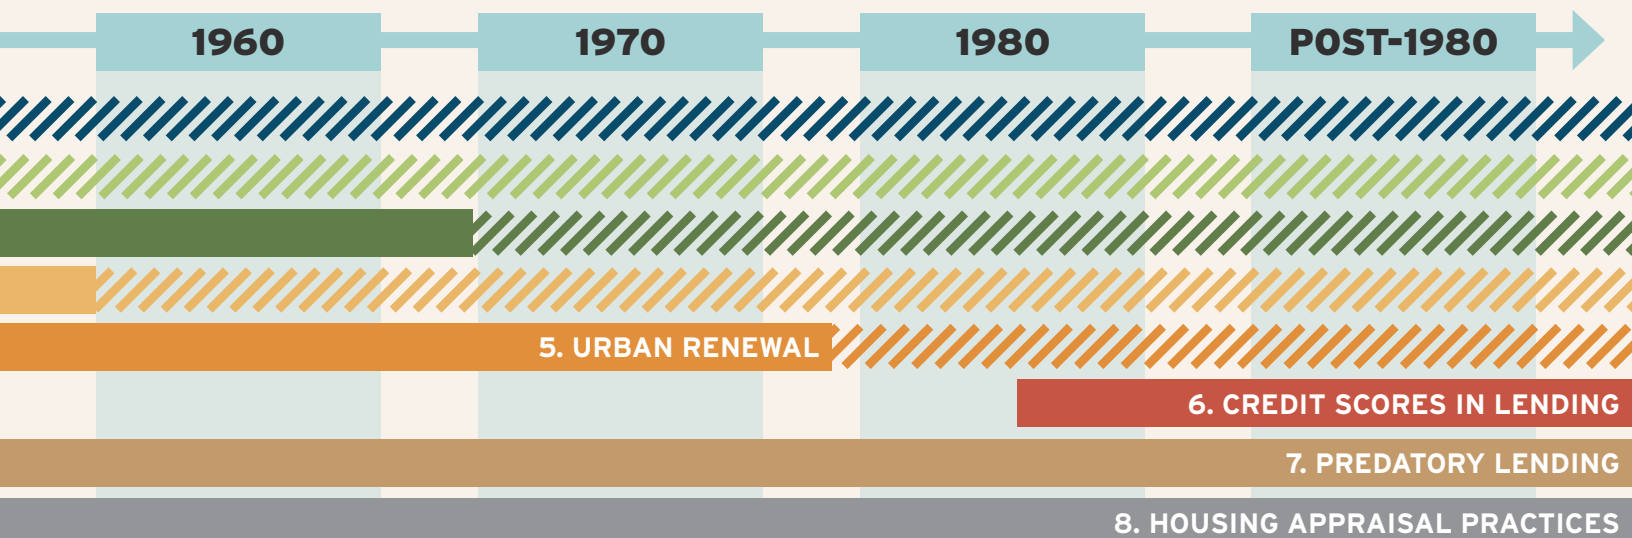 1960
1970
1980
POST-1980
5. URBAN RENEWAL
6. CREDIT SCORES IN LENDING
7. PREDATORY LENDING
8. HOUSING APPRAISAL PRACTICES